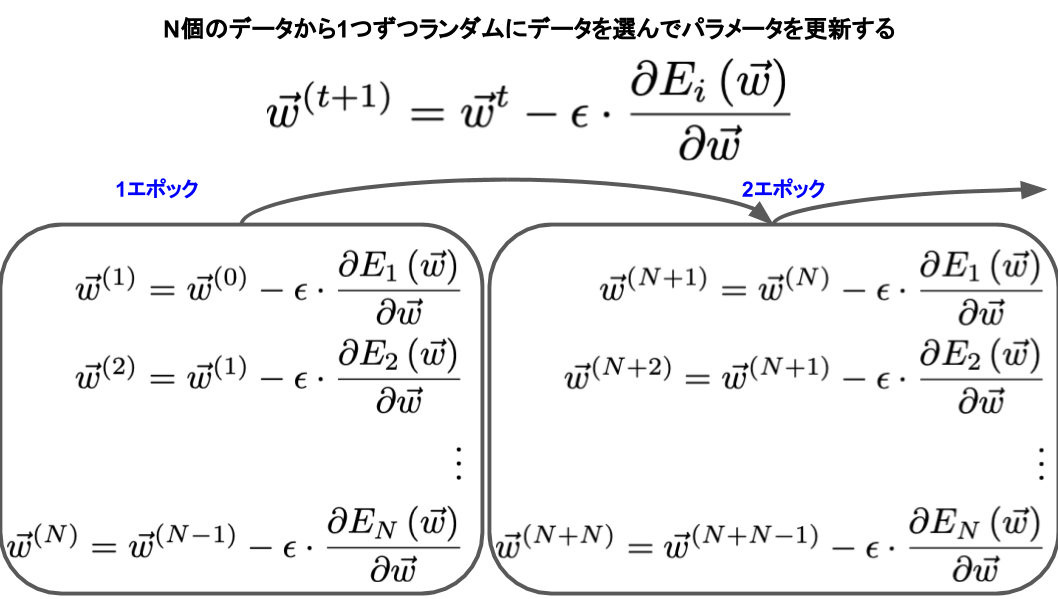 N個のデータから1つずつランダムにデータを選んでパラメータを更新する
$\vec{w}^{(t+1)} = \vec{w}^{t} - \epsilon \cdot \frac{\partial E_i(\vec{w})}{\partial \vec{w}}$
1エポック
$\vec{w}^{(1)} = \vec{w}^{(0)} - \epsilon \cdot \frac{\partial E_1(\vec{w})}{\partial \vec{w}}$
$\vec{w}^{(2)} = \vec{w}^{(1)} - \epsilon \cdot \frac{\partial E_2(\vec{w})}{\partial \vec{w}}$
⋮
$\vec{w}^{(N)} = \vec{w}^{(N-1)} - \epsilon \cdot \frac{\partial E_N(\vec{w})}{\partial \vec{w}}$
2エポック
$\vec{w}^{(N+1)} = \vec{w}^{(N)} - \epsilon \cdot \frac{\partial E_1(\vec{w})}{\partial \vec{w}}$
$\vec{w}^{(N+2)} = \vec{w}^{(N+1)} - \epsilon \cdot \frac{\partial E_2(\vec{w})}{\partial \vec{w}}$
⋮
$\vec{w}^{(N+N)} = \vec{w}^{(N+N-1)} - \epsilon \cdot \frac{\partial E_N(\vec{w})}{\partial \vec{w}}$